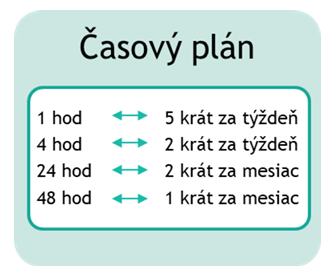 Časový plán
1 hod 5 krát za týždeň
4 hod 2 krát za týždeň
24 hod 2 krát za mesiac
48 hod 1 krát za mesiac